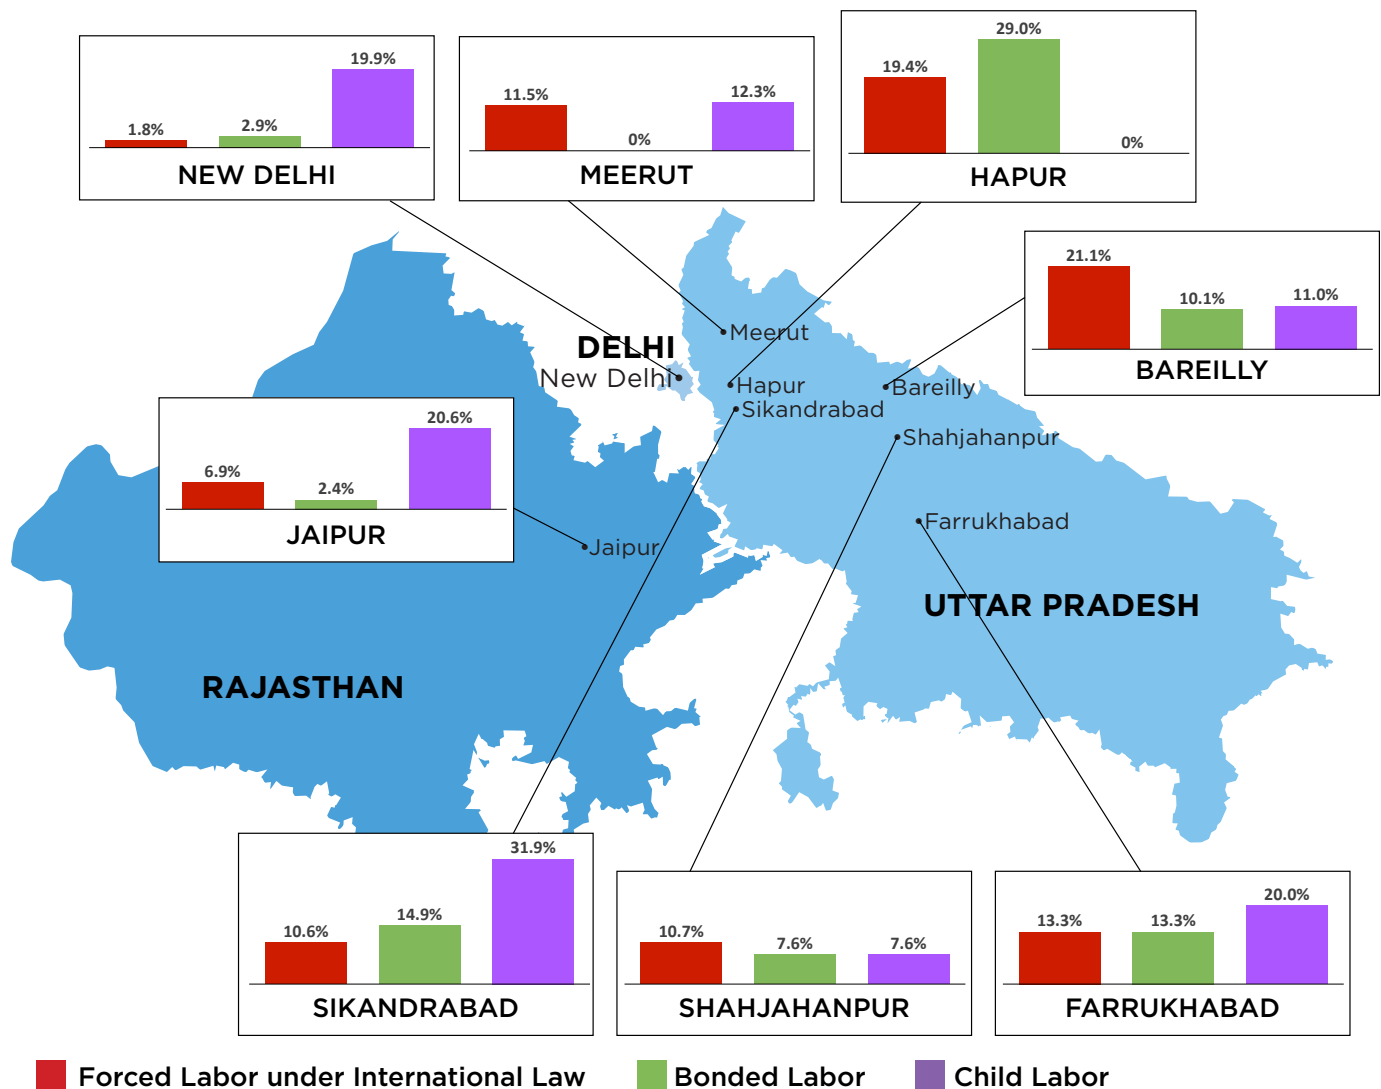 19.9%
1.8%
2.9%
NEW DELHI
11.5%
0%
12.3%
MEERUT
19.4%
29.0%
0%
HAPUR
21.1%
10.1%
11.0%
BAREILLY
Meerut
DELHI
New Delhi
Hapur
Sikandrabad
Bareilly
Shahjahanpur
Farrukhabad
6.9%
2.4%
20.6%
JAIPUR
Jaipur
UTTAR PRADESH
RAJASTHAN
10.6%
14.9%
31.9%
SIKANDRABAD
10.7%
7.6%
7.6%
SHAHJAHANPUR
13.3%
13.3%
20.0%
FARRUKHABAD
Forced Labor under International Law
Bonded Labor
Child Labor